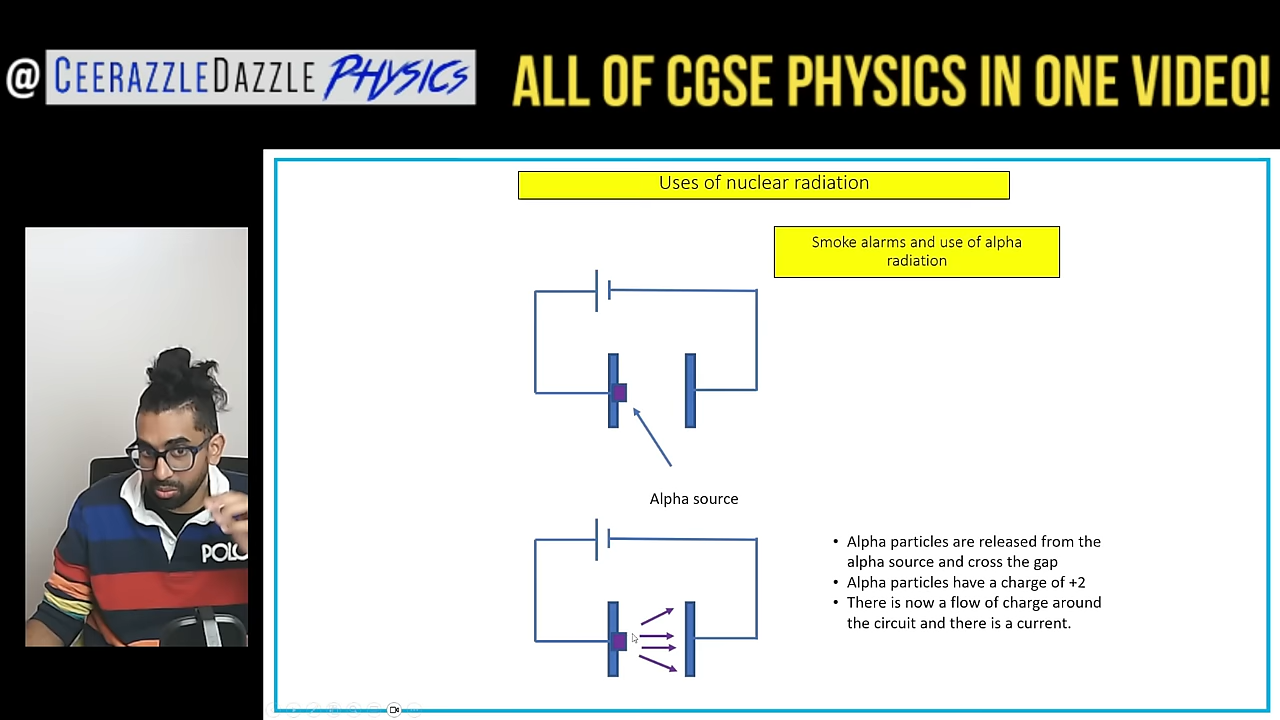 @ CEERAZZLEDAZZLE PHYSICS
ALL OF CGSE PHYSICS IN ONE VIDEO!
Uses of nuclear radiation
Smoke alarms and use of alpha
radiation
Alpha source
• Alpha particles are released from the
alpha source and cross the gap
• Alpha particles have a charge of +2
• There is now a flow of charge around
the circuit and there is a current.
POLO